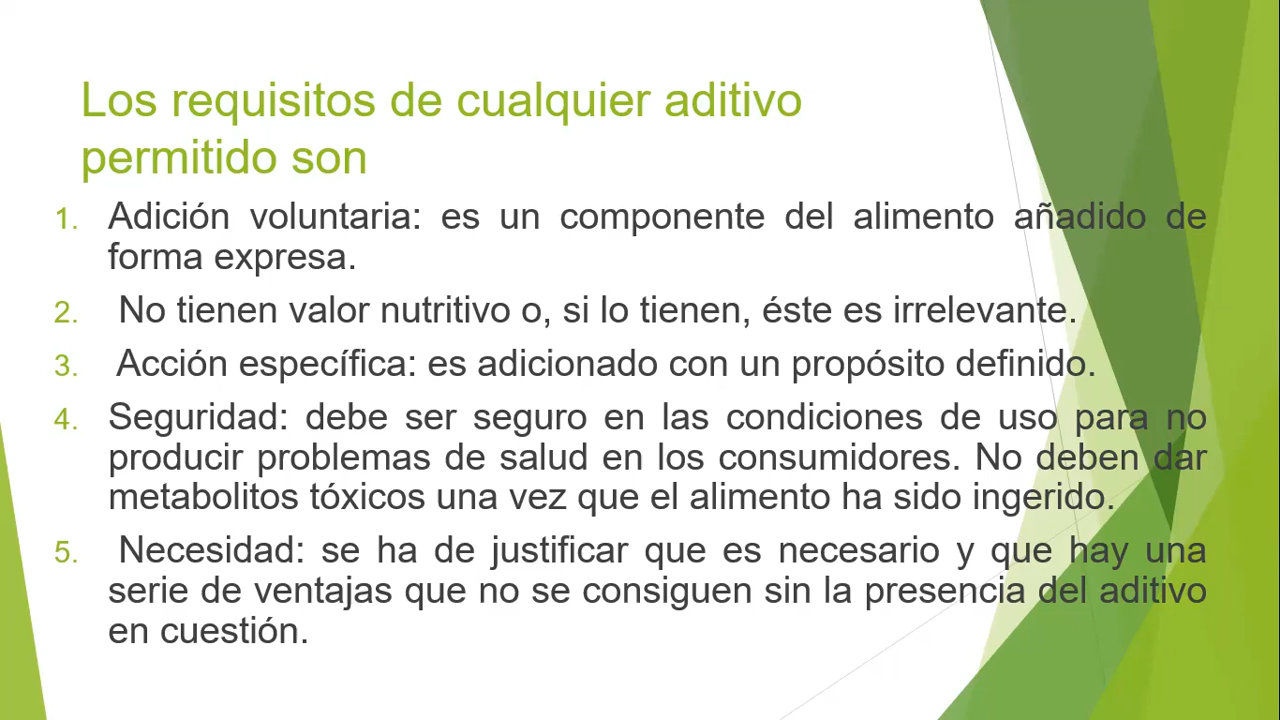 Los requisitos de cualquier aditivo
permitido son
1. Adición voluntaria: es un componente del alimento añadido de
forma expresa.
2. No tienen valor nutritivo o, si lo tienen, éste es irrelevante.
3. Acción específica: es adicionado con un propósito definido.
4. Seguridad: debe ser seguro en las condiciones de uso para no
producir problemas de salud en los consumidores. No deben dar
metabolitos tóxicos una vez que el alimento ha sido ingerido.
5. Necesidad: se ha de justificar que es necesario y que hay una
serie de ventajas que no se consiguen sin la presencia del aditivo
en cuestión.